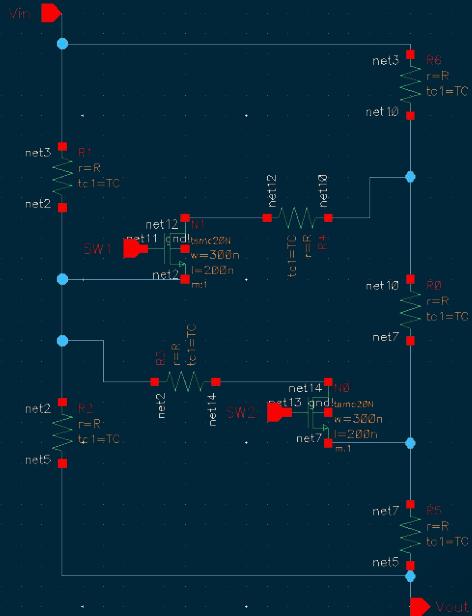 Vin
net3
R6
r=R
tc1=TC
net10
net3
R1
r=R
tc1=TC
net2
net12
net10
R4
r=R
tc1=TC
net12
N1
net11
gnd!
tsmc20N
SW1
w=300n
l=200n
net2
m:1
net10
R0
r=R
tc1=TC
net7
r=R
tc1=TC
net2
net14
net14
N0
net13
gnd!
tsmc20N
SW2
w=300n
l=200n
net7
m:1
net2
r=R
tc1=TC
net5
net7
R5
r=R
tc1=TC
net5
Vout